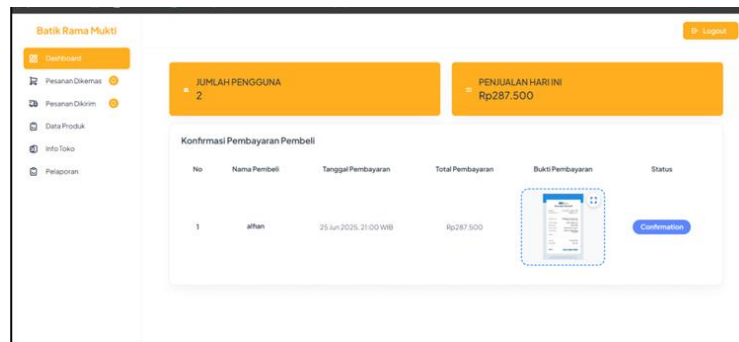 Batik Rama Mukti
Logout
Dashboard
Pesanan Dikemas
Pesanan Dikirim
Data Produk
Info Toko
Pelaporan
JUMLAH PENGGUNA
2
PENJUALAN HARI INI
Rp287.500
Konfirmasi Pembayaran Pembeli
No Nama Pembeli Tanggal Pembayaran Total Pembayaran Bukti Pembayaran Status
1 alfian 25 Jun 2025, 21:00 WIB Rp287.500 Confirmation